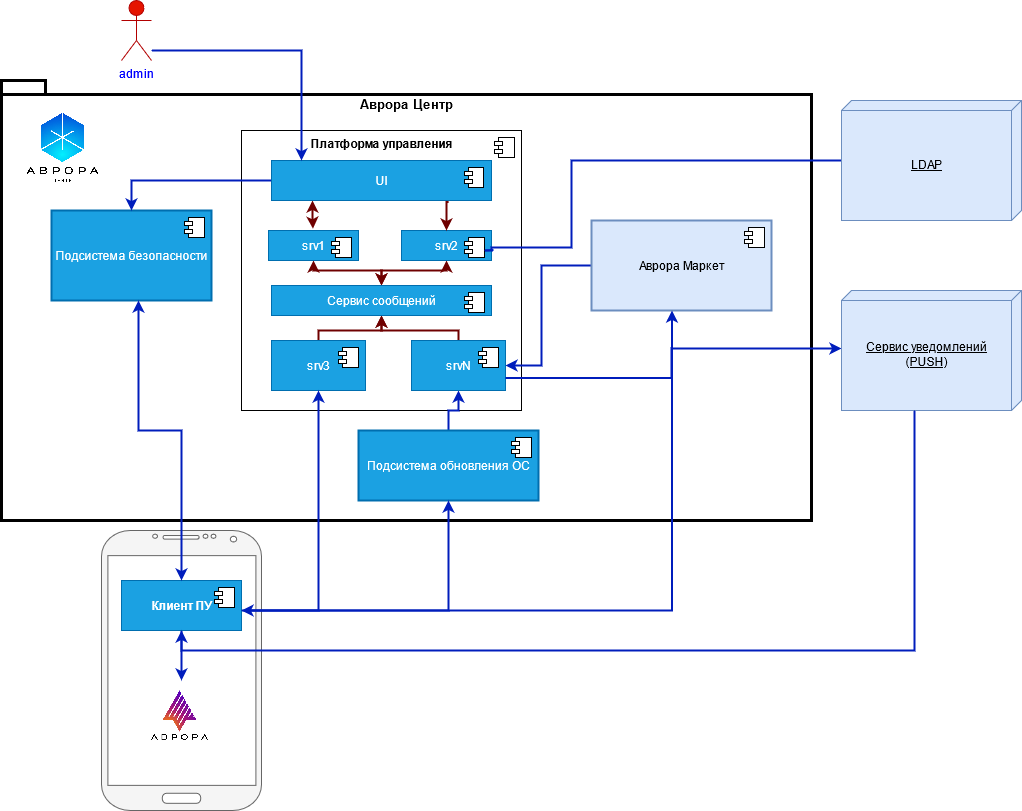 admin
Аврора Центр
АВРОРА
Платформа управления
UI
LDAP
Подсистема безопасности
srv1
srv2
Аврора Маркет
Сервис сообщений
Сервис уведомлений
(PUSH)
srv3
srvN
Подсистема обновления ОС
Клиент ПУ
АВРОРА